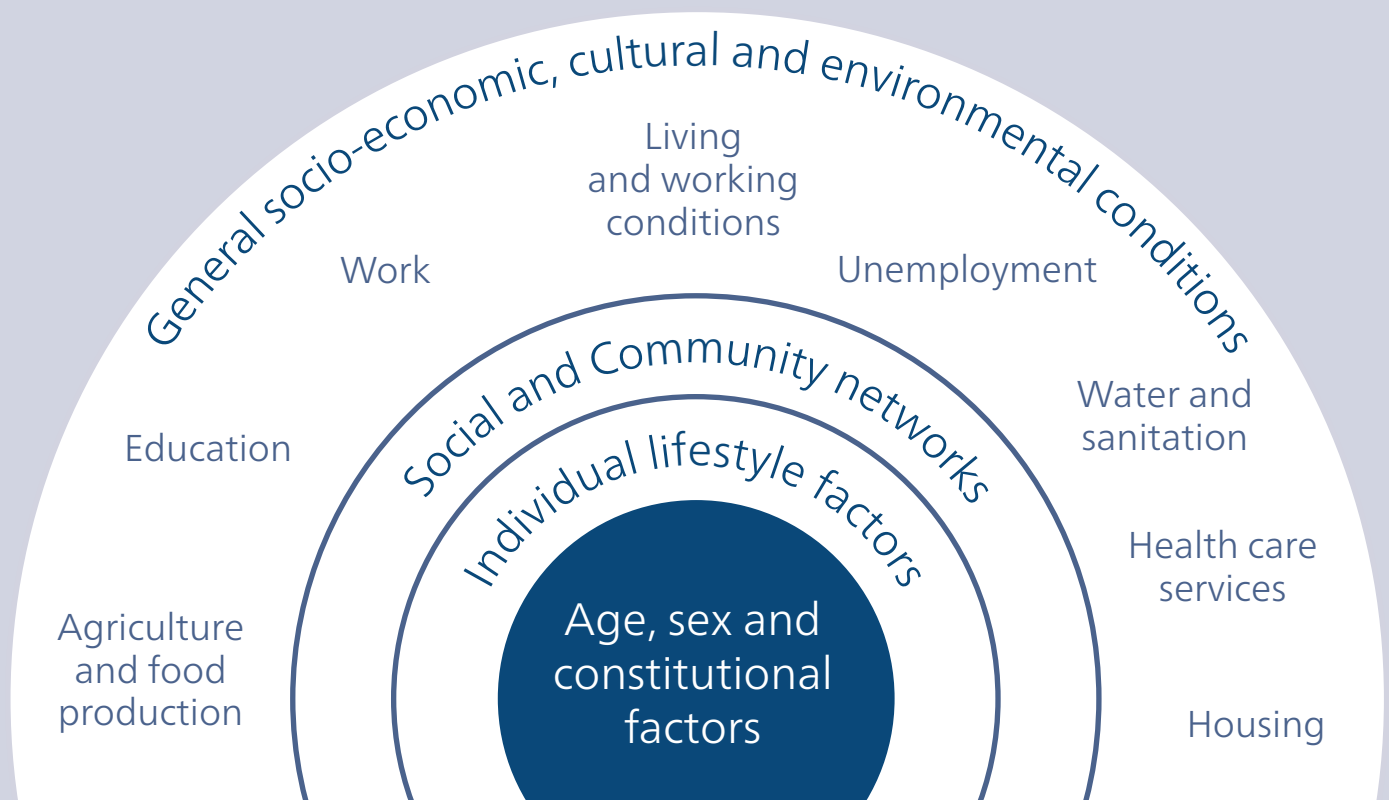 General socio-economic, cultural and environmental conditions
Living
and working
conditions
Work
Unemployment
Social and Community networks
Water and
sanitation
Education
Individual lifestyle factors
Health care
services
Agriculture
and food
production
Age, sex and
constitutional
factors
Housing